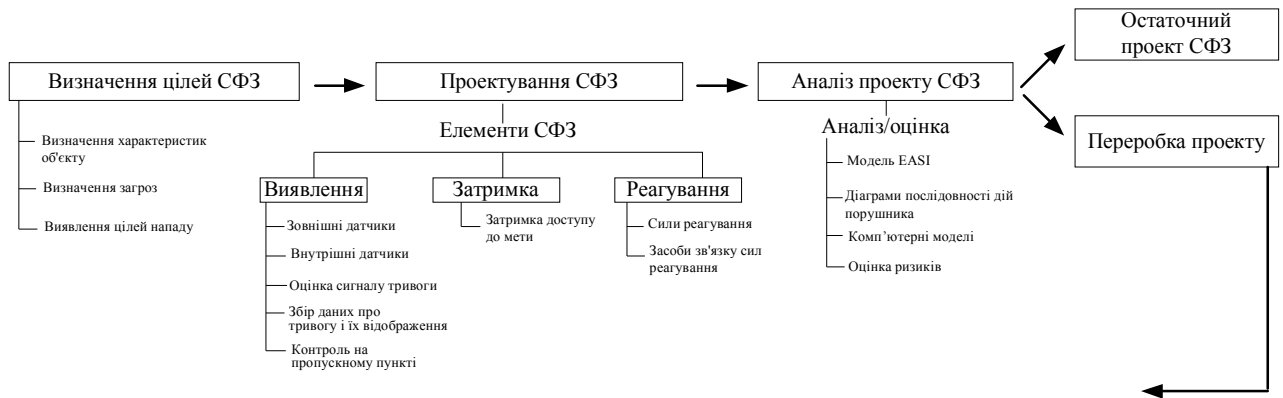 Визначення цілей СФЗ
Визначення характеристик
об'єкту
Визначення загроз
Виявлення цілей нападу
Проектування СФЗ
Елементи СФЗ
Виявлення
Зовнішні датчики
Внутрішні датчики
Оцінка сигналу тривоги
Збір даних про
тривогу і їх відображення
Контроль на
пропускному пункті
Затримка
Затримка доступу
до мети
Реагування
Сили реагування
Засоби зв'язку сил
реагування
Аналіз проекту СФЗ
Аналіз/оцінка
Модель EASI
Діаграми послідовності дій
порушника
Комп’ютерні моделі
Оцінка ризиків
Остаточний
проект СФЗ
Переробка проекту